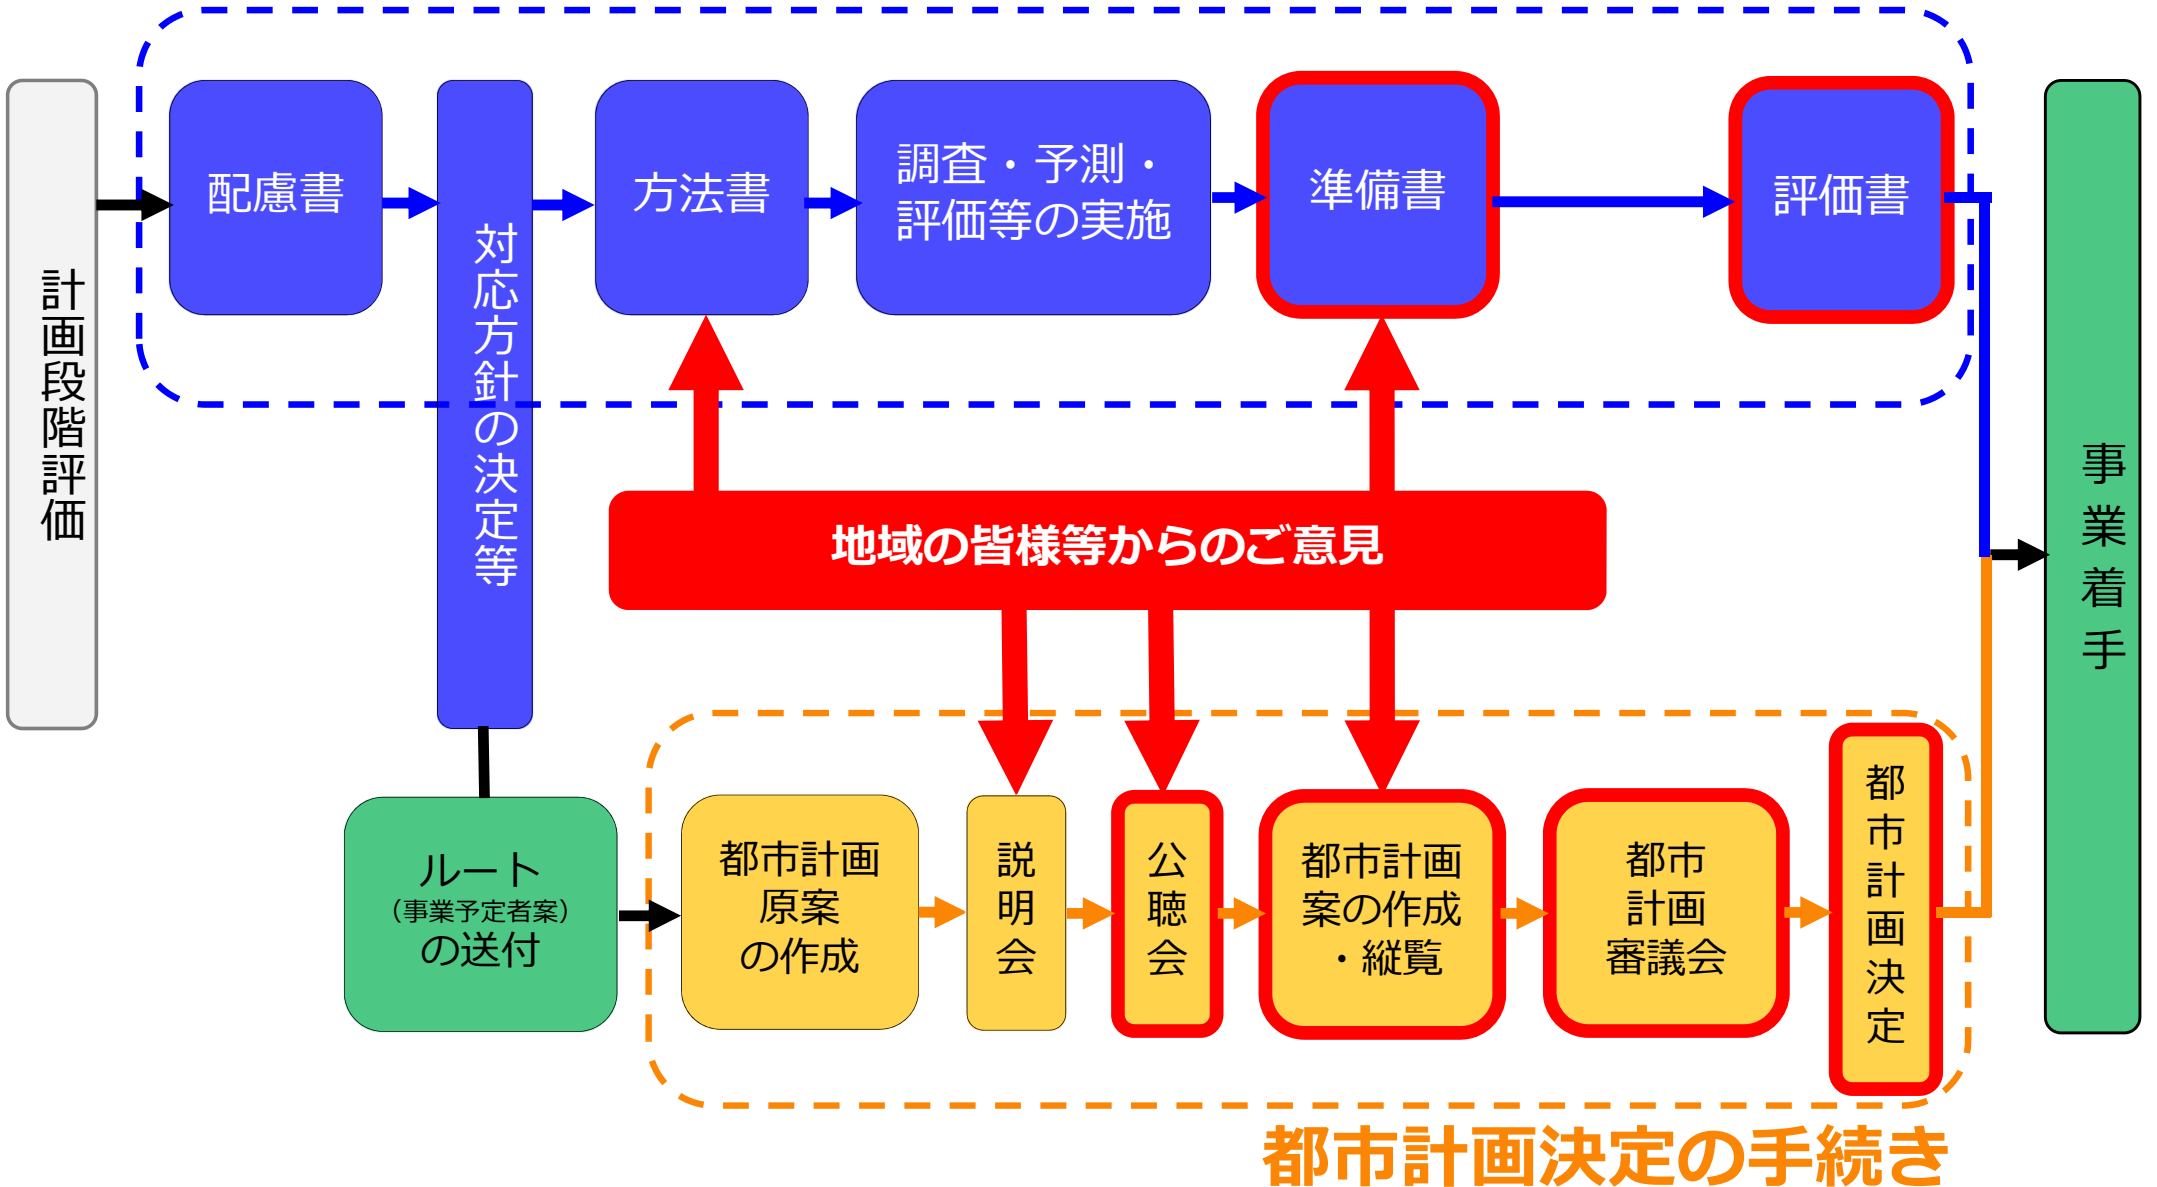 計画段階評価
配慮書
対応方針の決定等
方法書
調査・予測・
評価等の実施
準備書
評価書
事業着手
地域の皆様等からのご意見
ルート
（事業予定者案）
の送付
都市計画
原案
の作成
説明会
公聴会
都市計画
案の作成
・縦覧
都市
計画
審議会
都市計画決定
都市計画決定の手続き